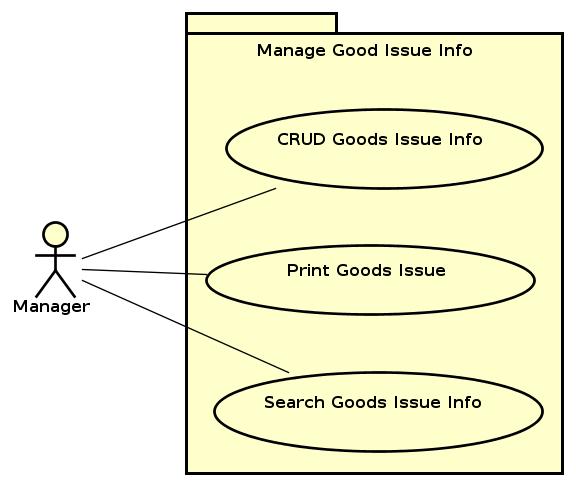 Manage Good Issue Info
CRUD Goods Issue Info
Print Goods Issue
Manager
Search Goods Issue Info